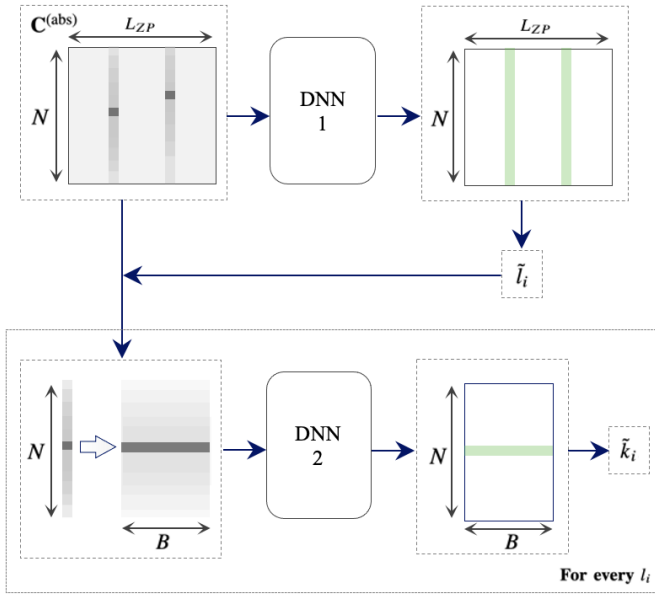 C^(abs)
L_ZP
N
DNN
1
L_ZP
N
l̃_i
N
B
DNN
2
N
B
k̃_i
For every l_i